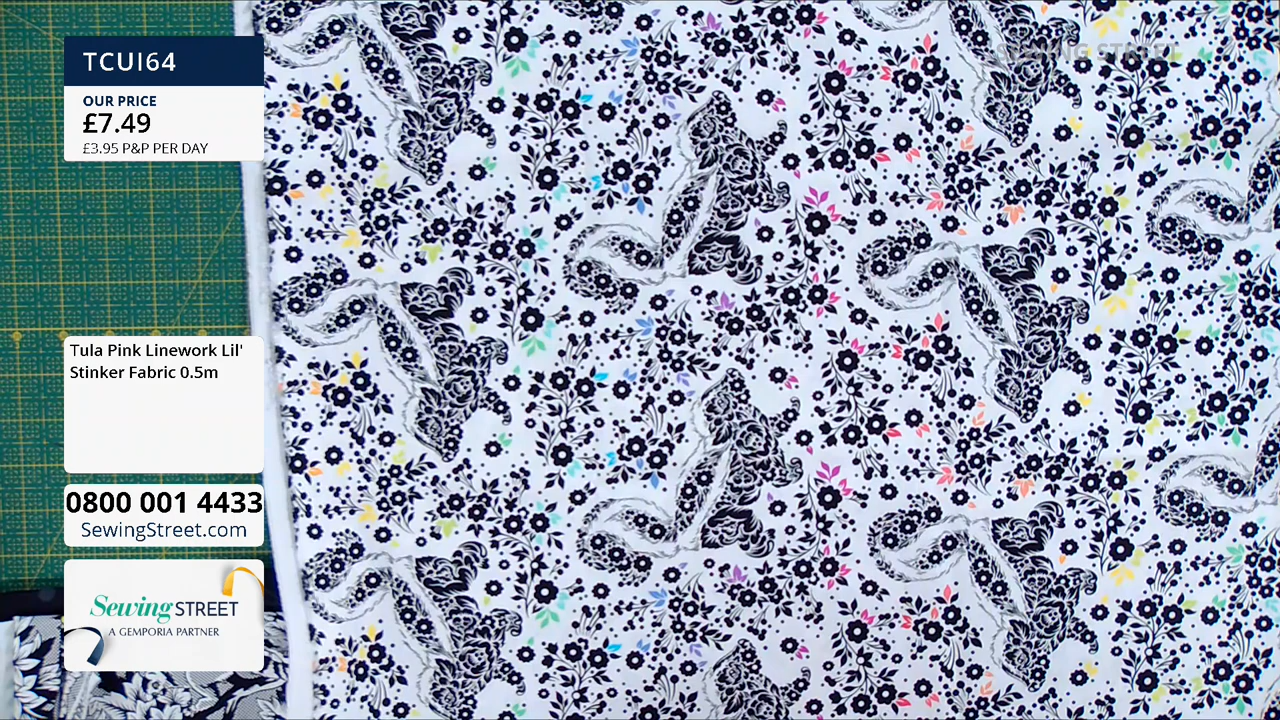 SEWING STREET
TCUI64
OUR PRICE
£7.49
£3.95 P&P PER DAY
Tula Pink Linework Lil'
Stinker Fabric 0.5m
0800 001 4433
SewingStreet.com
Sewing STREET
A GEMPORIA PARTNER